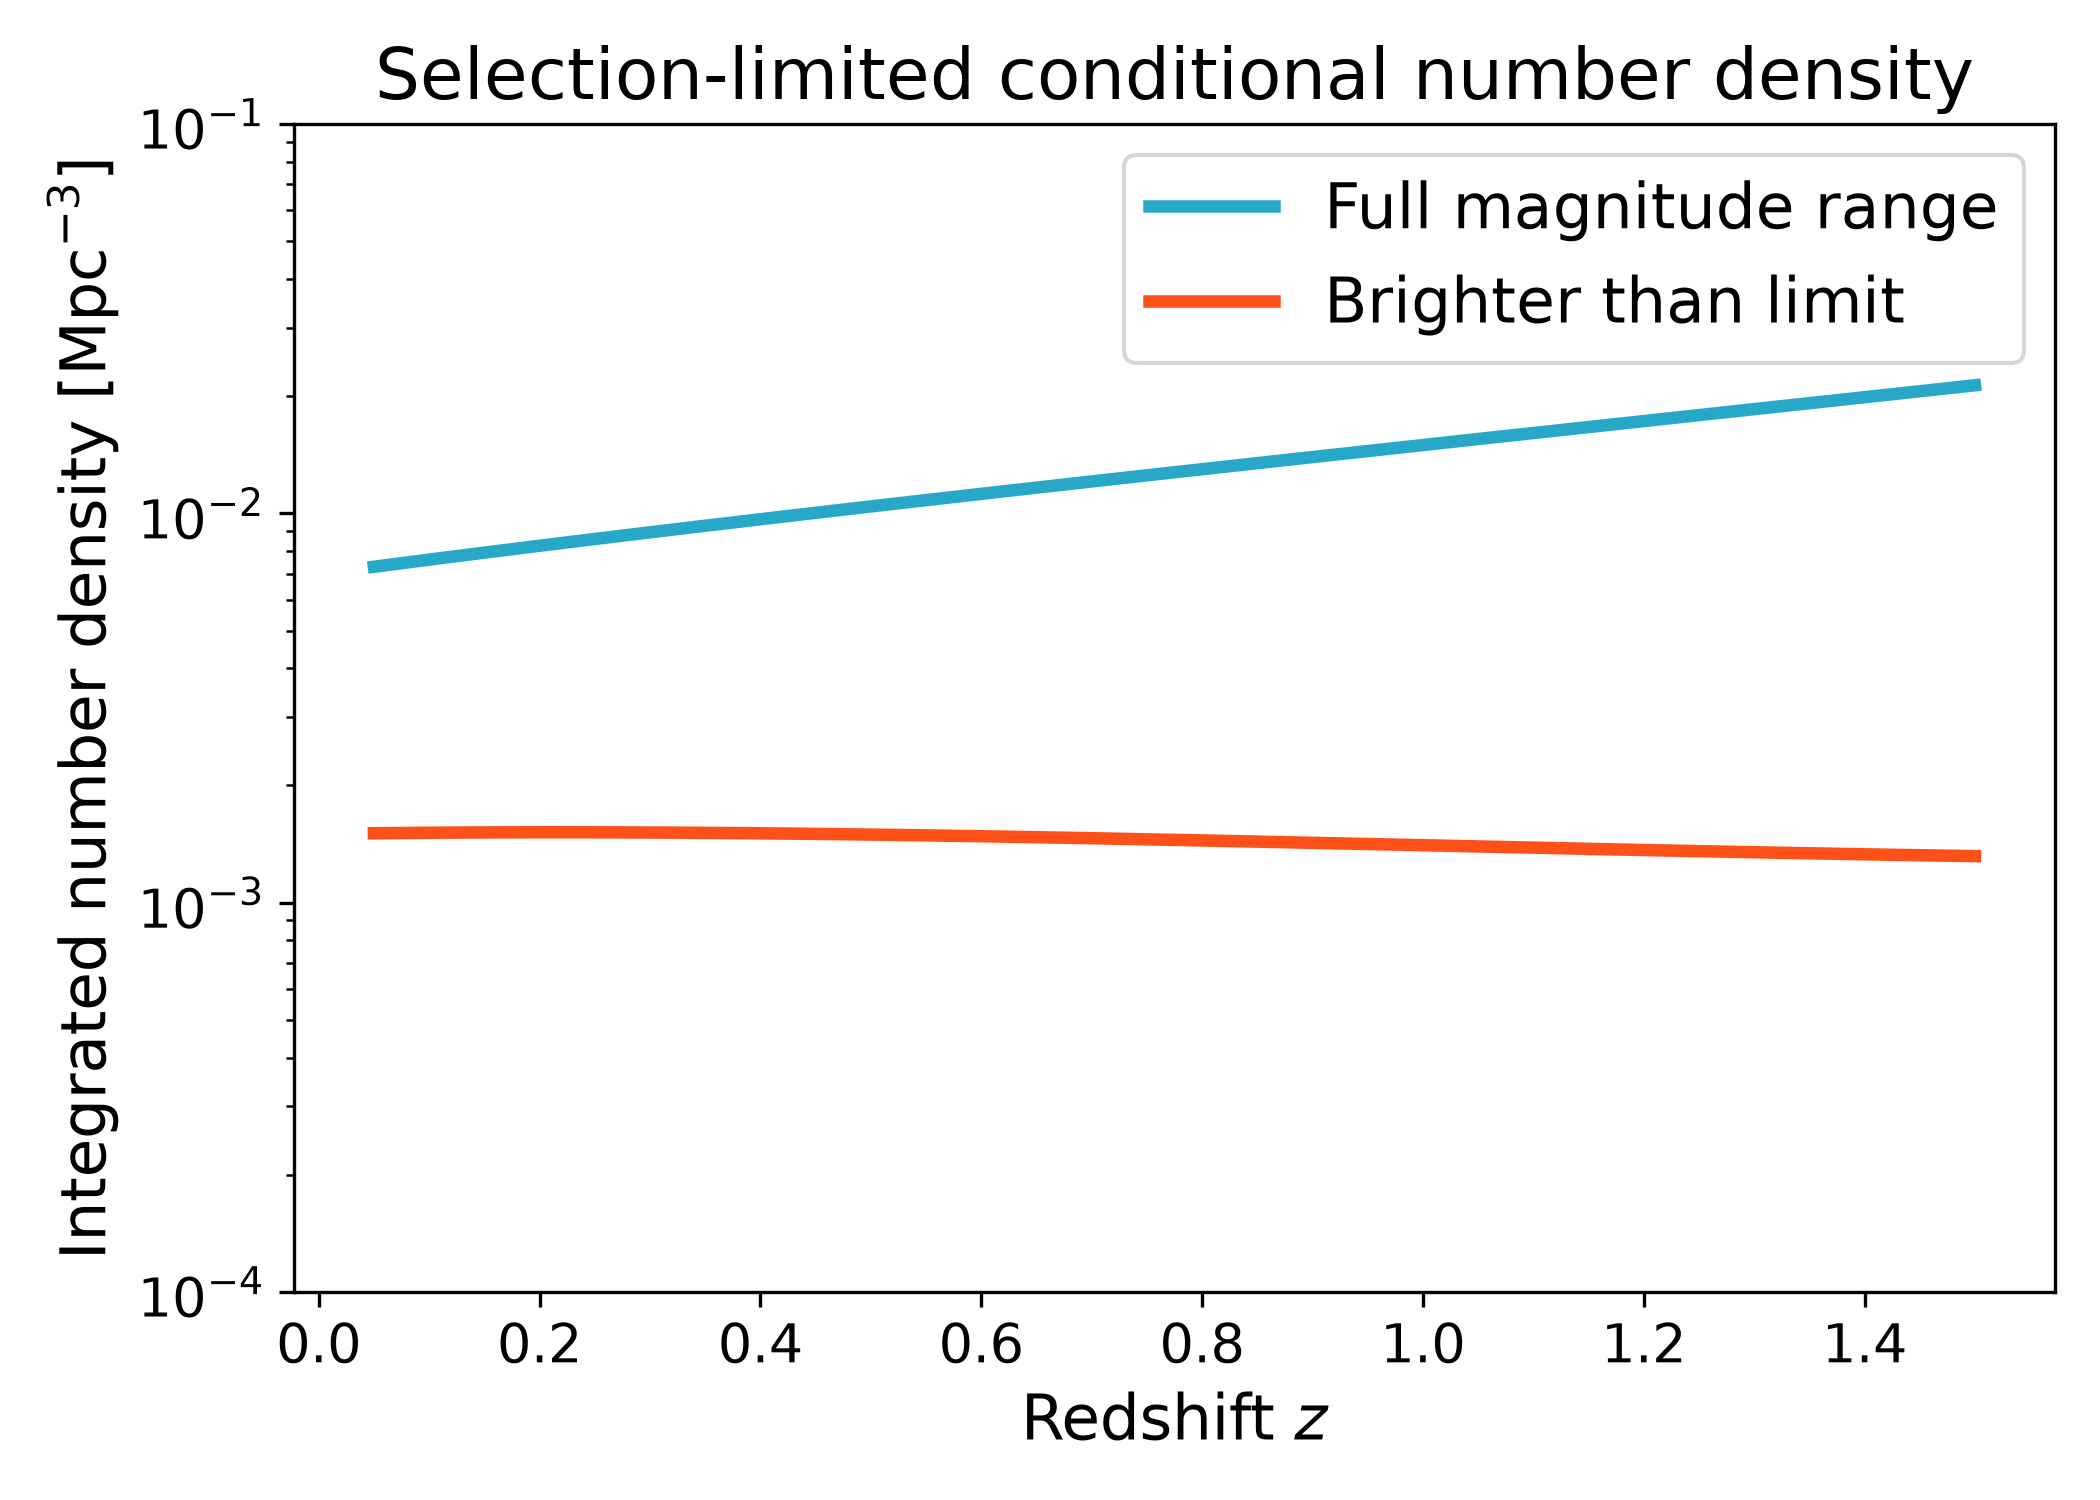 Selection-limited conditional number density
Full magnitude range
Brighter than limit
Integrated number density [Mpc⁻³]
10⁻¹
10⁻²
10⁻³
10⁻⁴
0.0 0.2 0.4 0.6 0.8 1.0 1.2 1.4
Redshift z